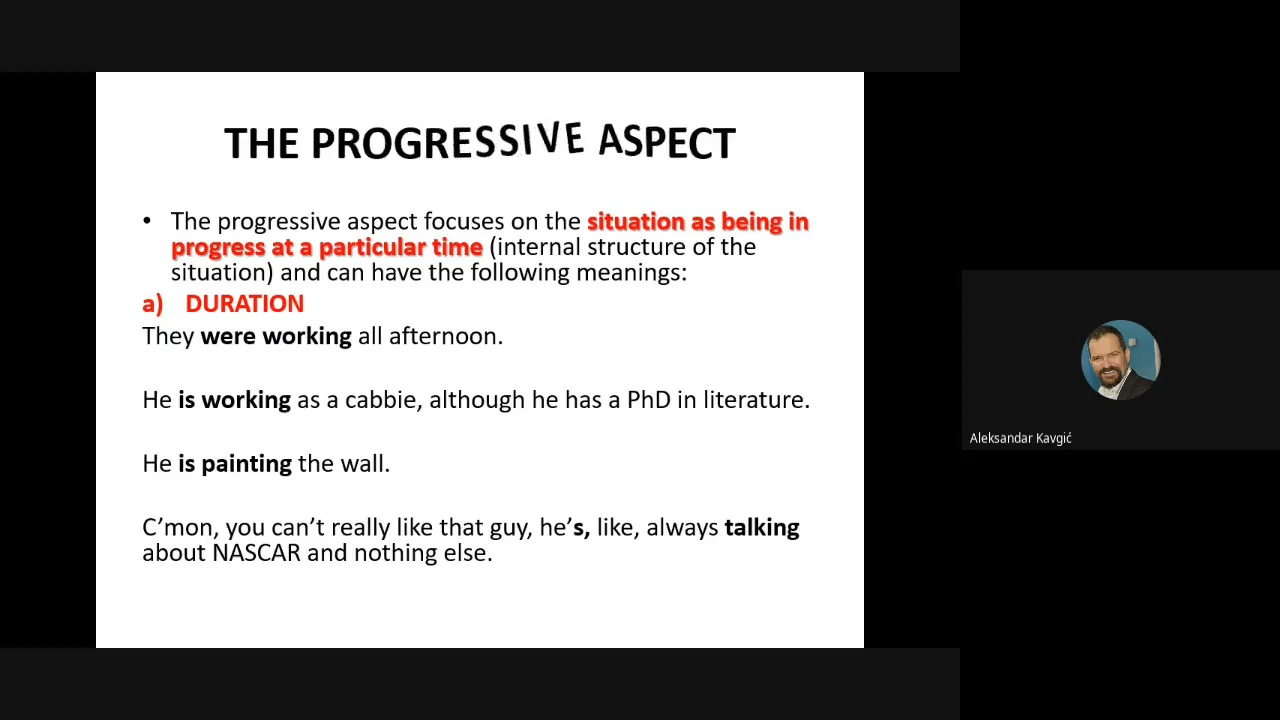 THE PROGRESSIVE ASPECT
• The progressive aspect focuses on the situation as being in
progress at a particular time (internal structure of the
situation) and can have the following meanings:
a) DURATION
They were working all afternoon.
He is working as a cabbie, although he has a PhD in literature.
He is painting the wall.
C’mon, you can’t really like that guy, he’s, like, always talking
about NASCAR and nothing else.
Aleksandar Kavgić